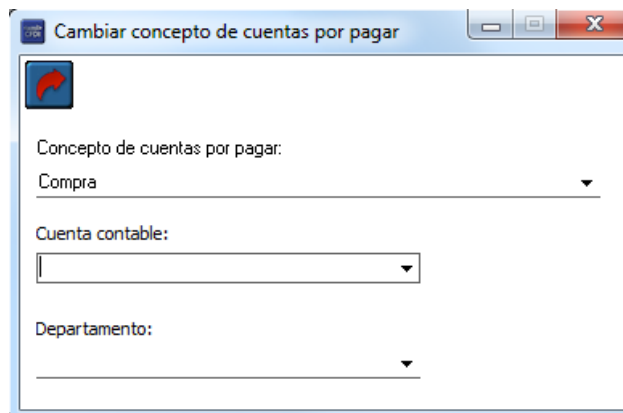 Cambiar concepto de cuentas por pagar
Concepto de cuentas por pagar:
Compra
Cuenta contable:
Departamento: